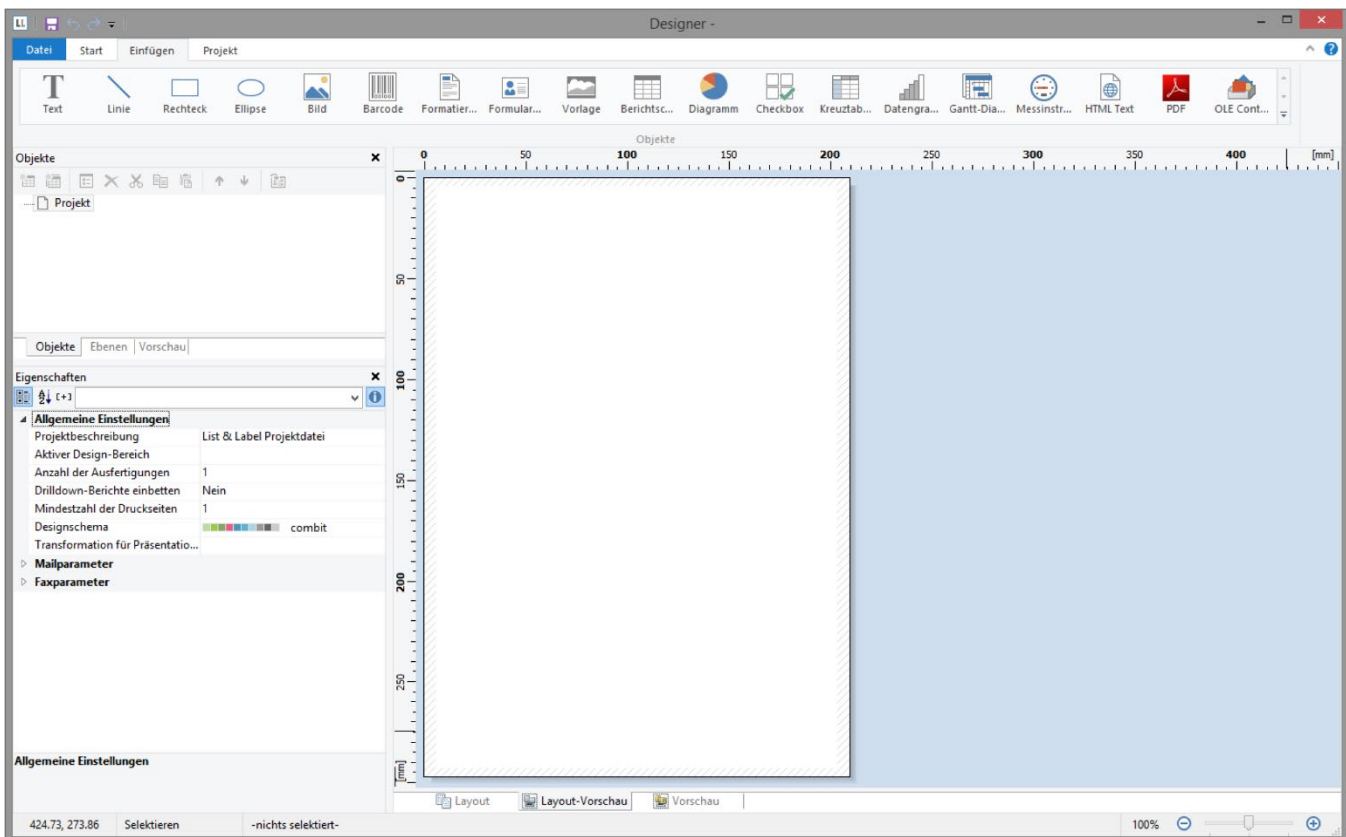 LL
Designer -
Datei Start Einfügen Projekt
Text Linie Rechteck Ellipse Bild Barcode Formatier... Formular... Vorlage Berichtsc... Diagramm Checkbox Kreuztab... Datengra... Gantt-Dia... Messinstr... HTML Text PDF OLE Cont...
Objekte
Objekte
Projekt
Objekte Ebenen Vorschau
Eigenschaften
Allgemeine Einstellungen
Projektbeschreibung List & Label Projektdatei
Aktiver Design-Bereich
Anzahl der Ausfertigungen 1
Drilldown-Berichte einbetten Nein
Mindestzahl der Druckseiten 1
Designschema combit
Transformation für Präsentatio...
Mailparameter
Faxparameter
Allgemeine Einstellungen
0 50 100 150 200 250 300 350 400 [mm]
0
50
100
150
200
250
[mm]
Layout Layout-Vorschau Vorschau
424.73, 273.86 Selektieren -nichts selektiert- 100%